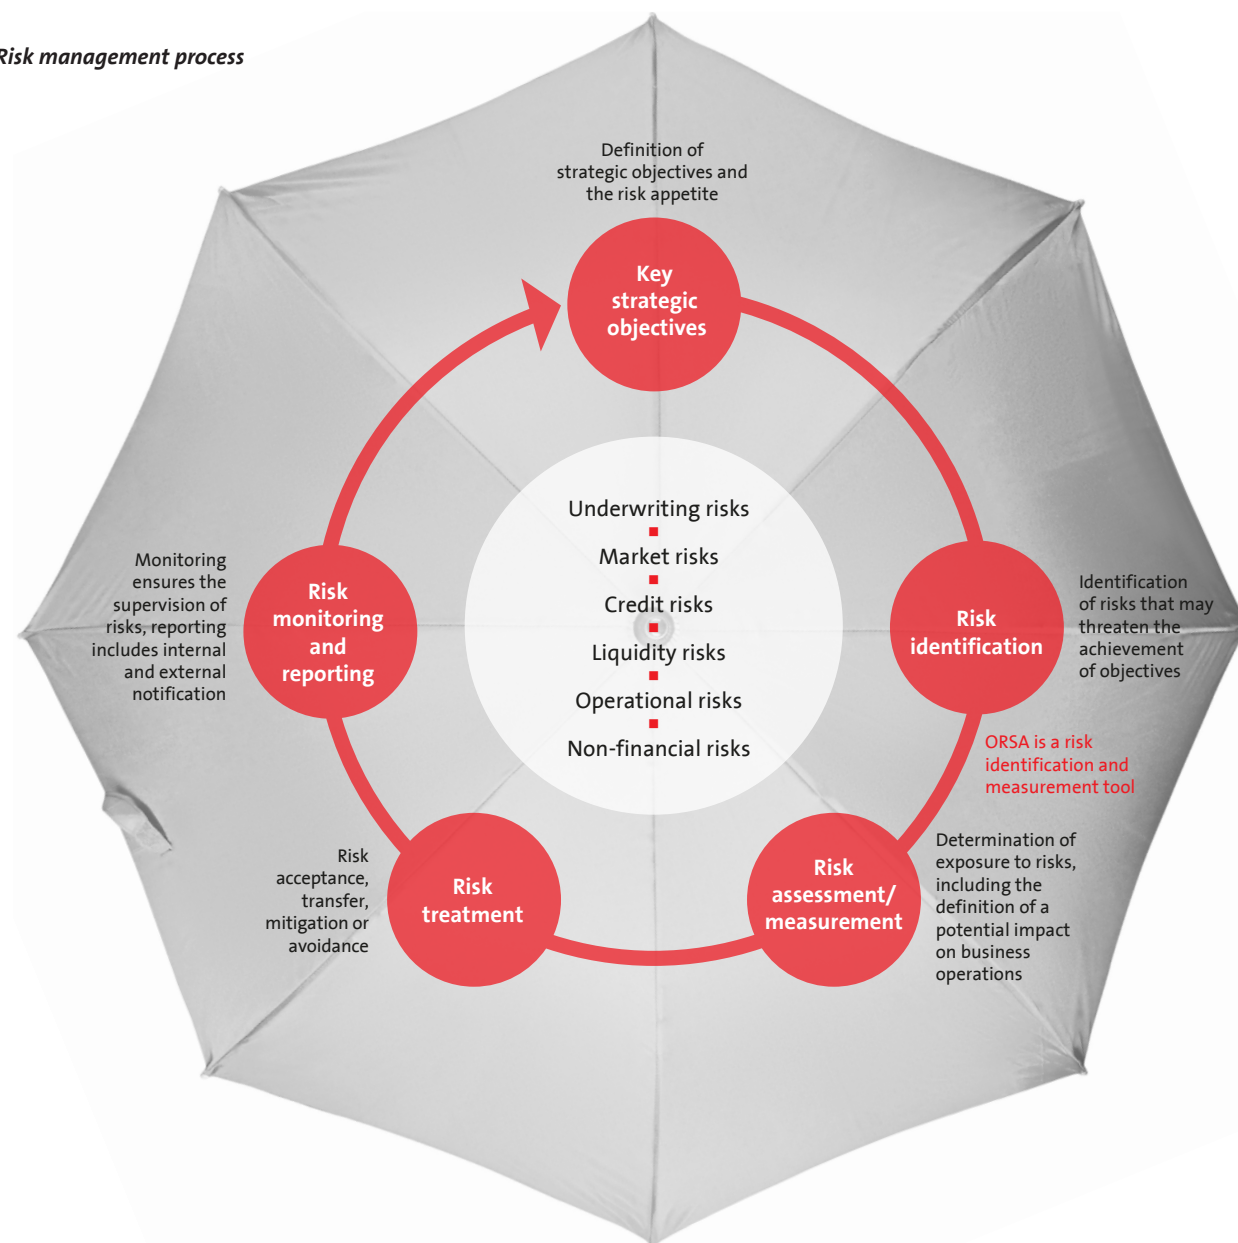 Risk management process
Definition of
strategic objectives and
the risk appetite
Key
strategic
objectives
Underwriting risks
Market risks
Credit risks
Liquidity risks
Operational risks
Non-financial risks
Monitoring
ensures the
supervision of
risks, reporting
includes internal
and external
notification
Risk
monitoring
and
reporting
Risk
identification
Identification
of risks that may
threaten the
achievement
of objectives
ORSA is a risk
identification and
measurement tool
Risk
acceptance,
transfer,
mitigation or
avoidance
Risk
treatment
Risk
assessment/
measurement
Determination of
exposure to risks,
including the
definition of a
potential impact
on business
operations